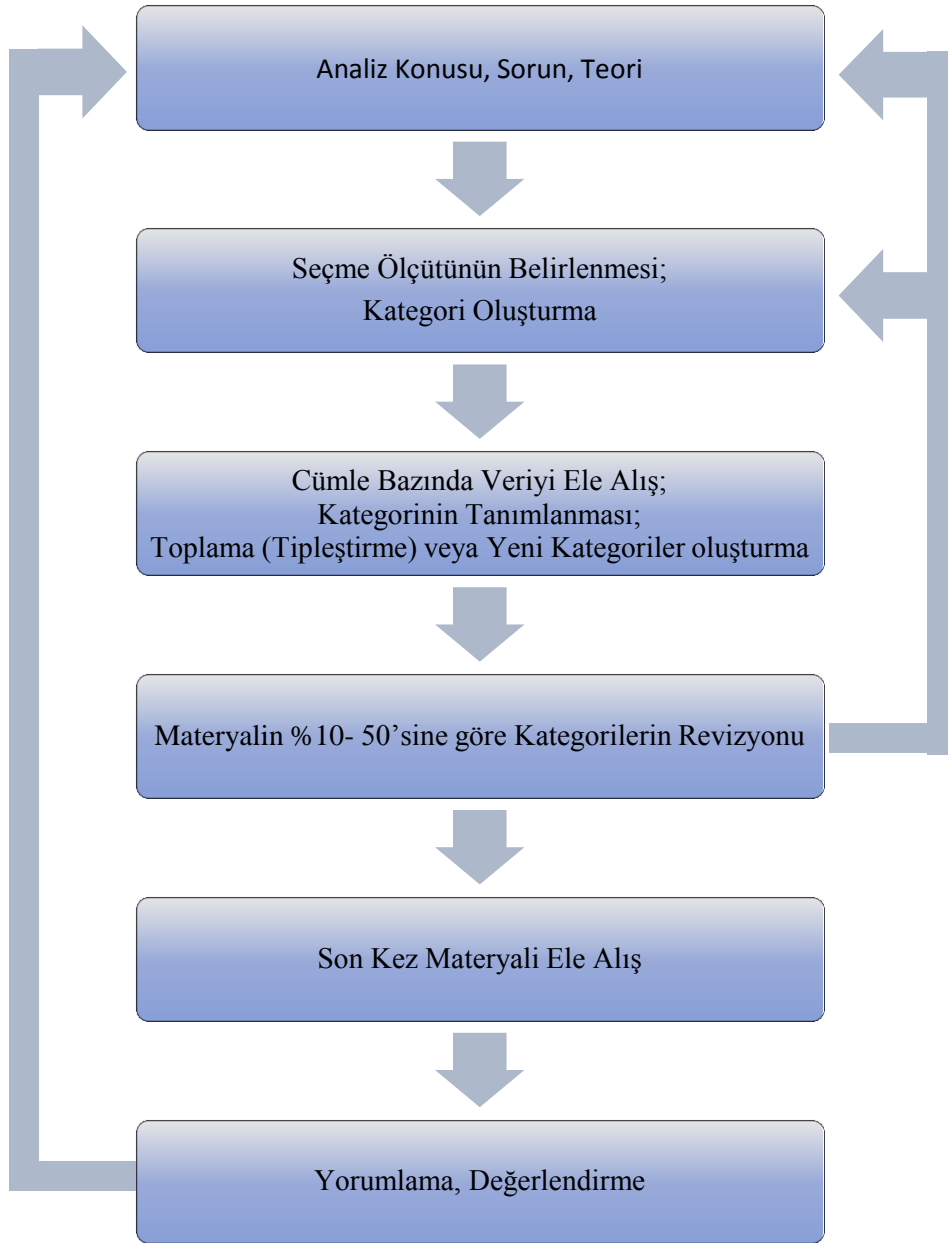 Analiz Konusu, Sorun, Teori
Seçme Ölçütünün Belirlenmesi;
Kategori Oluşturma
Cümle Bazında Veriyi Ele Alış;
Kategorinin Tanımlanması;
Toplama (Tipleştirme) veya Yeni Kategoriler oluşturma
Materyalin %10- 50’sine göre Kategorilerin Revizyonu
Son Kez Materyali Ele Alış
Yorumlama, Değerlendirme